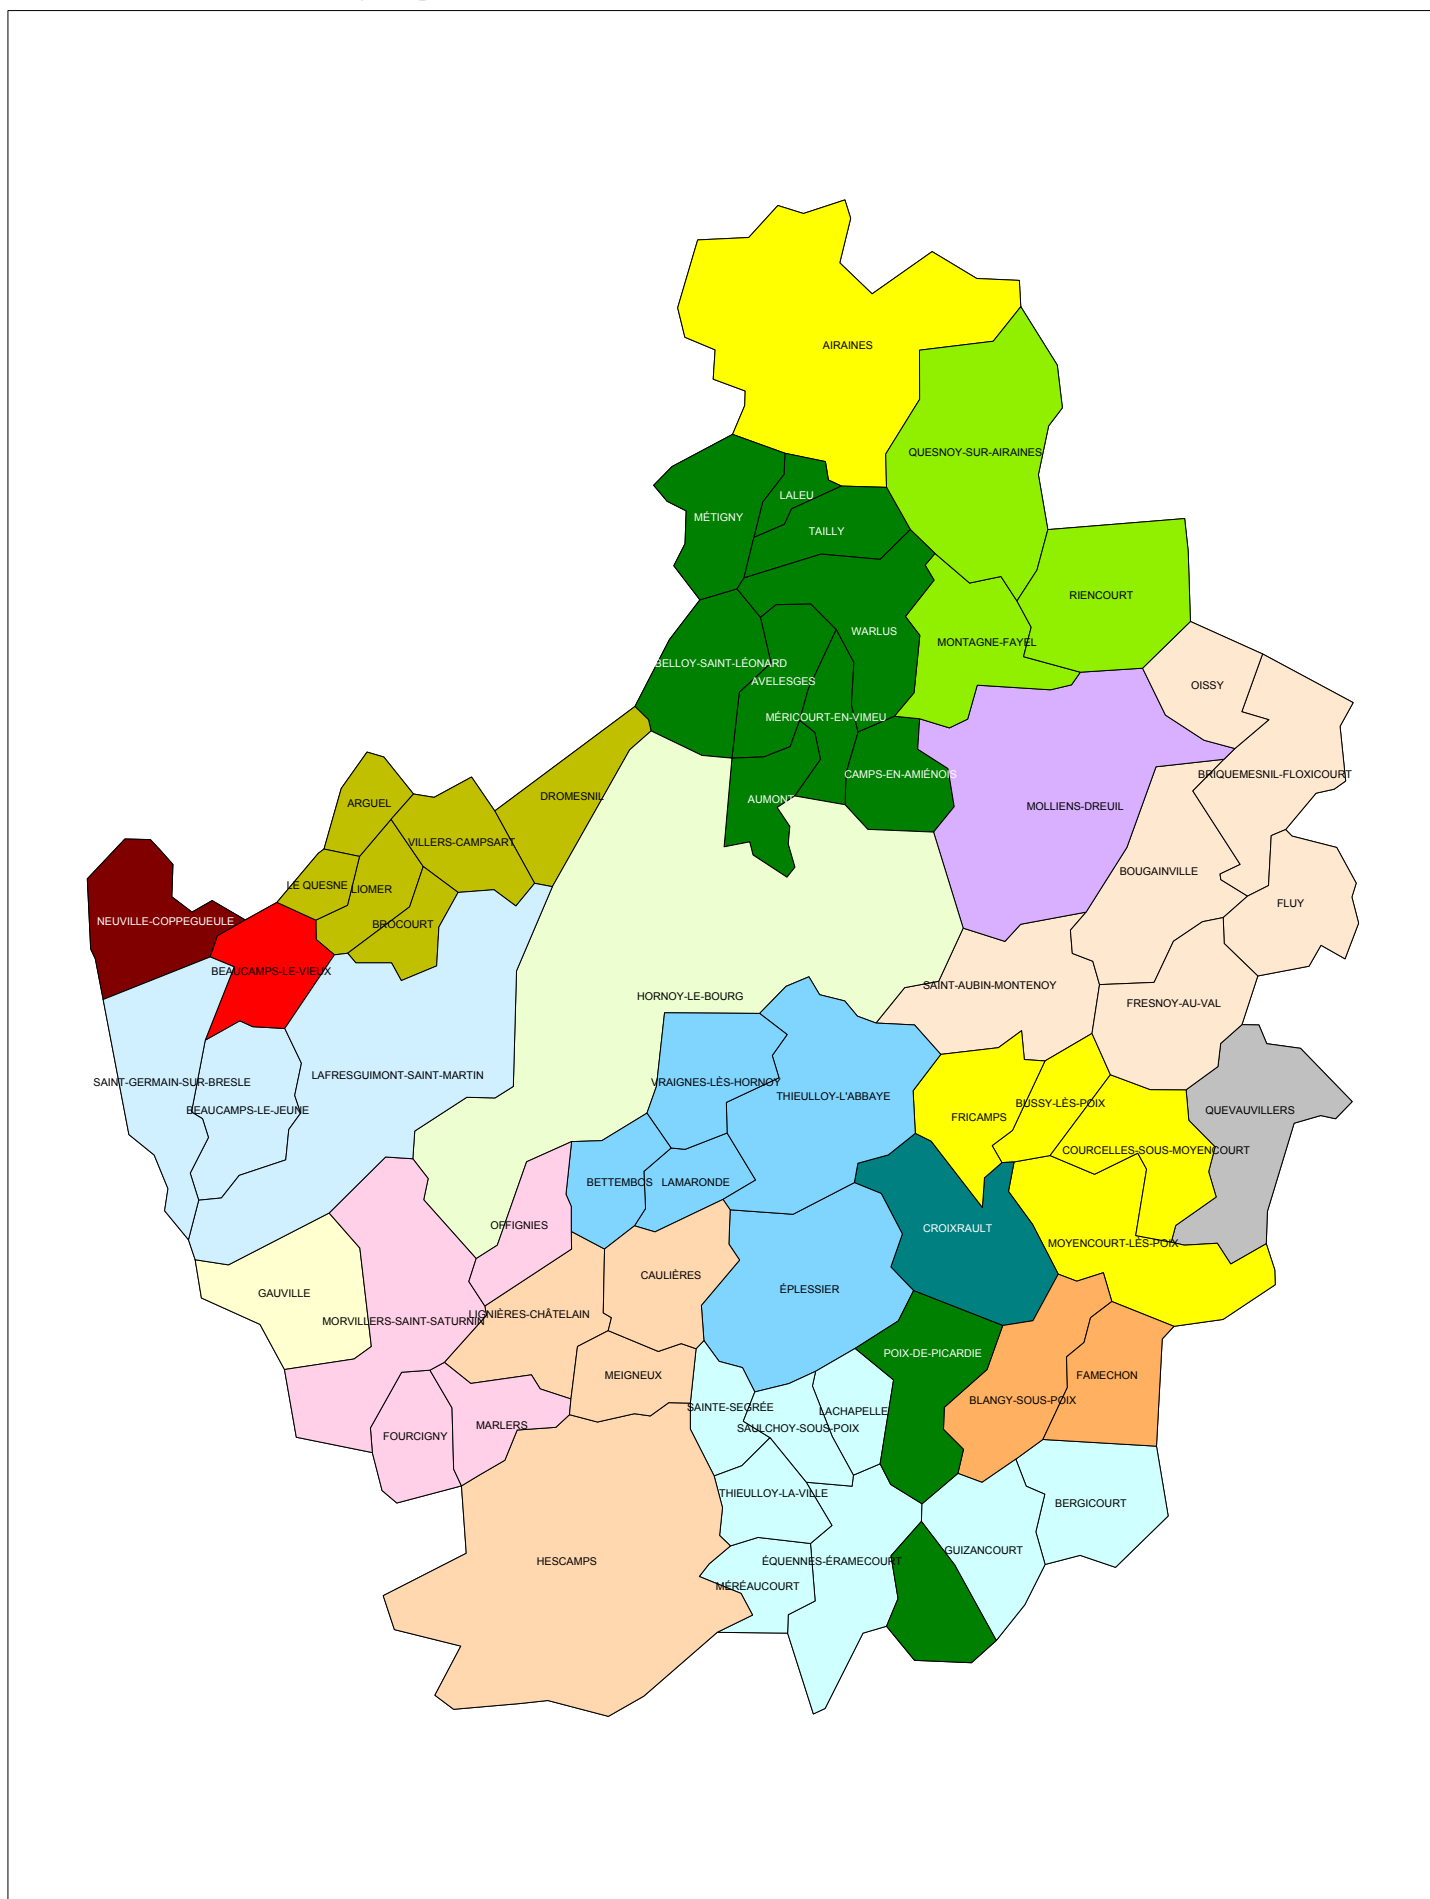 AIRAINES
QUESNOY-SUR-AIRAINES
LALEU
MÉTIGNY
TAILLY
RIENCOURT
WARLUS
MONTAGNE-FAYEL
BELLOY-SAINT-LÉONARD
AVELESGES
OISSY
MÉRICOURT-EN-VIMEU
CAMPS-EN-AMIÉNOIS
BRIQUEMESNIL-FLOXICOURT
DROMESNIL
AUMONT
ARGUEL
MOLLIENS-DREUIL
VILLERS-CAMPSART
BOUGAINVILLE
LE QUESNE
LIOMER
FLUY
NEUVILLE-COPPEGUEULE
BROCOURT
BEAUCAMPS-LE-VIEUX
SAINT-AUBIN-MONTENOY
HORNOY-LE-BOURG
FRESNOY-AU-VAL
LAFRESGUIMONT-SAINT-MARTIN
SAINT-GERMAIN-SUR-BRESLE
VRAIGNES-LÈS-HORNOY
THIEULLOY-L'ABBAYE
BUSSY-LÈS-POIX
BEAUCAMPS-LE-JEUNE
QUEVAUVILLERS
FRICAMPS
COURCELLES-SOUS-MOYENCOURT
BETTEMBOS
LAMARONDE
OFFIGNIES
CROIXRAULT
MOYENCOURT-LÈS-POIX
CAULIÈRES
ÉPLESSIER
GAUVILLE
LIGNIÈRES-CHÂTELAIN
MORVILLERS-SAINT-SATURNIN
POIX-DE-PICARDIE
MEIGNEUX
FAMECHON
BLANGY-SOUS-POIX
SAINTE-SEGRÉE
LACHAPELLE
MARLERS
SAULCHOY-SOUS-POIX
FOURCIGNY
THIEULLOY-LA-VILLE
BERGICOURT
GUIZANCOURT
HESCAMPS
ÉQUENNES-ÉRAMECOURT
MÉRÉAUCOURT